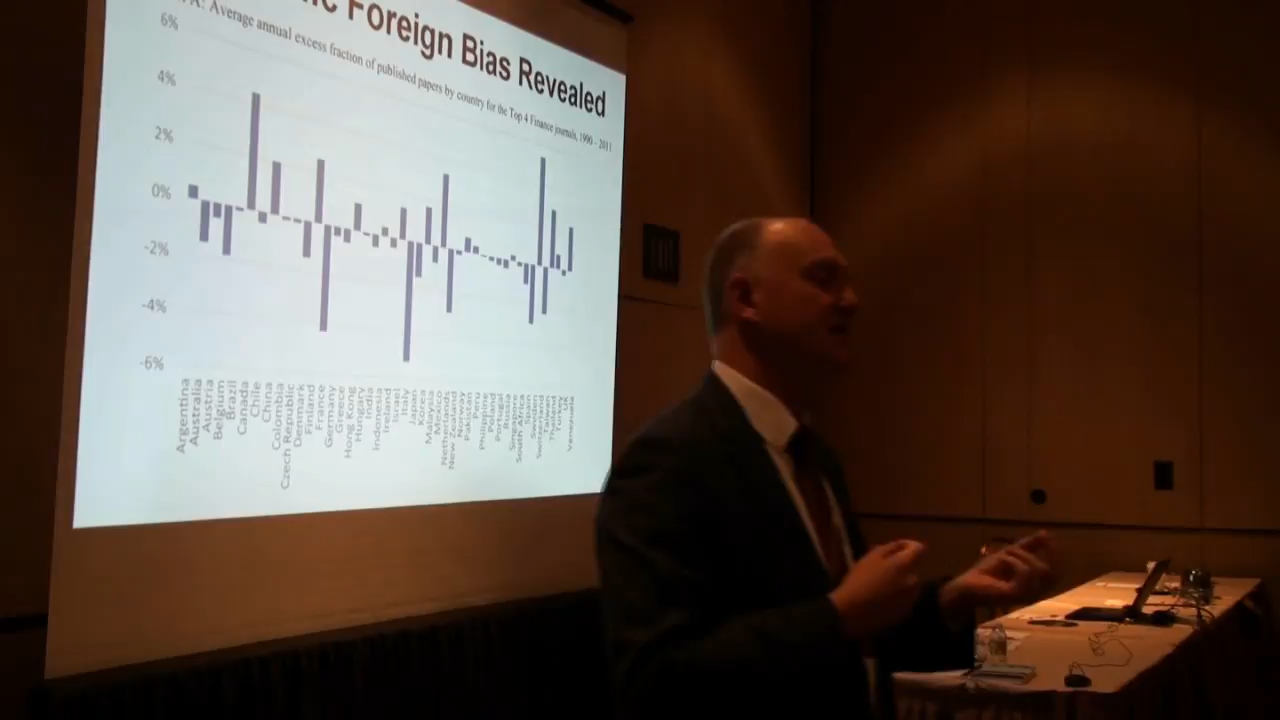 Foreign Bias Revealed
A: Average annual excess fraction of published papers by country for the Top 4 Finance journals, 1990 - 2011
6%
4%
2%
0%
-2%
-4%
-6%
Argentina
Australia
Austria
Belgium
Brazil
Canada
Chile
China
Colombia
Czech Republic
Denmark
Finland
France
Germany
Greece
Hong Kong
Hungary
India
Indonesia
Ireland
Israel
Italy
Japan
Korea
Malaysia
Mexico
Netherlands
New Zealand
Norway
Pakistan
Peru
Philippine
Poland
Portugal
Russia
Singapore
South Africa
Spain
Sweden
Switzerland
Taiwan
Thailand
Turkey
UK
Venezuela